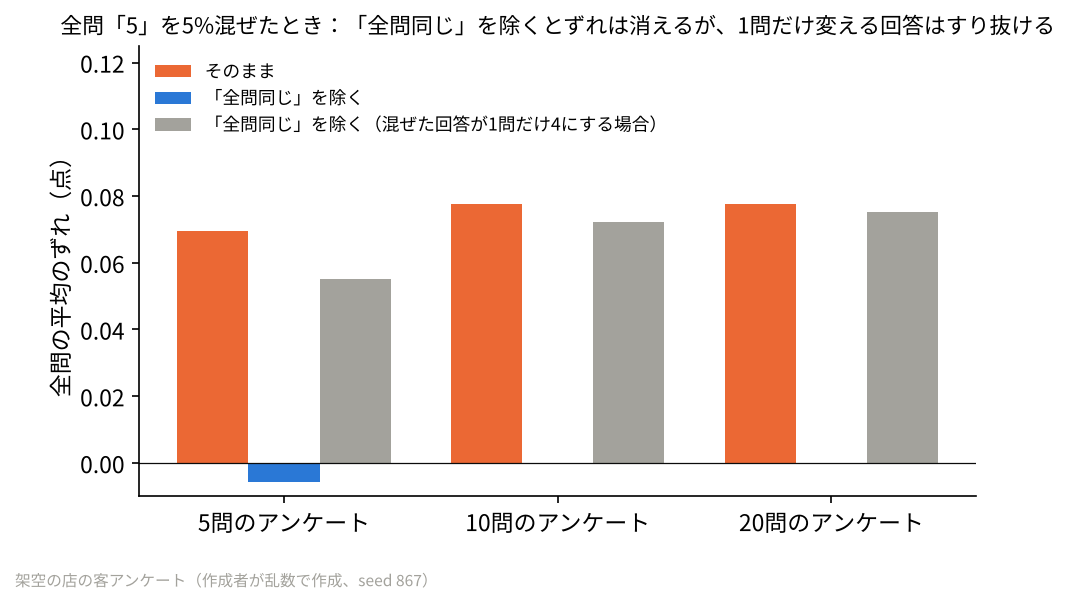 全問「5」を5%混ぜたとき：「全問同じ」を除くとずれは消えるが、1問だけ変える回答はすり抜ける
そのまま
「全問同じ」を除く
「全問同じ」を除く（混ぜた回答が1問だけ4にする場合）
全問の平均のずれ（点）
0.12
0.10
0.08
0.06
0.04
0.02
0.00
5問のアンケート
10問のアンケート
20問のアンケート
架空の店の客アンケート（作成者が乱数で作成、seed 867）